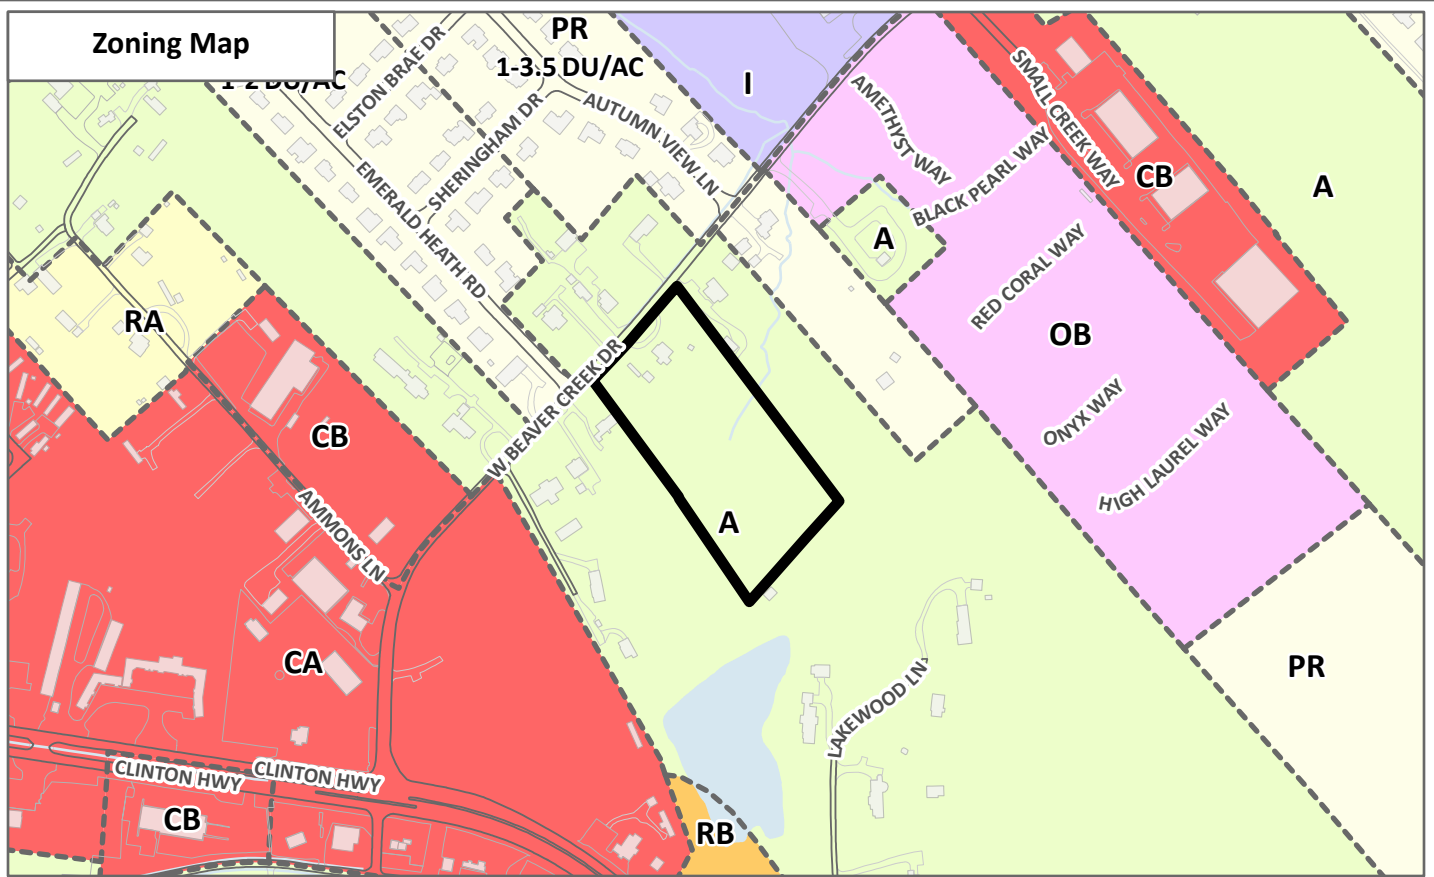 Zoning Map
PR
1-3.5 DU/AC
1-2 DU/AC
ELSTON BRAE DR
SHERINGHAM DR
AUTUMN VIEW LN
EMERALD HEATH RD
I
AMETHYST WAY
BLACK PEARL WAY
SMALL CREEK WAY
CB
A
A
RED CORAL WAY
OB
ONYX WAY
HIGH LAUREL WAY
RA
CB
W BEAVER CREEK DR
AMMONS LN
A
CA
PR
LAKEWOOD LN
CLINTON HWY
CLINTON HWY
CB
RB